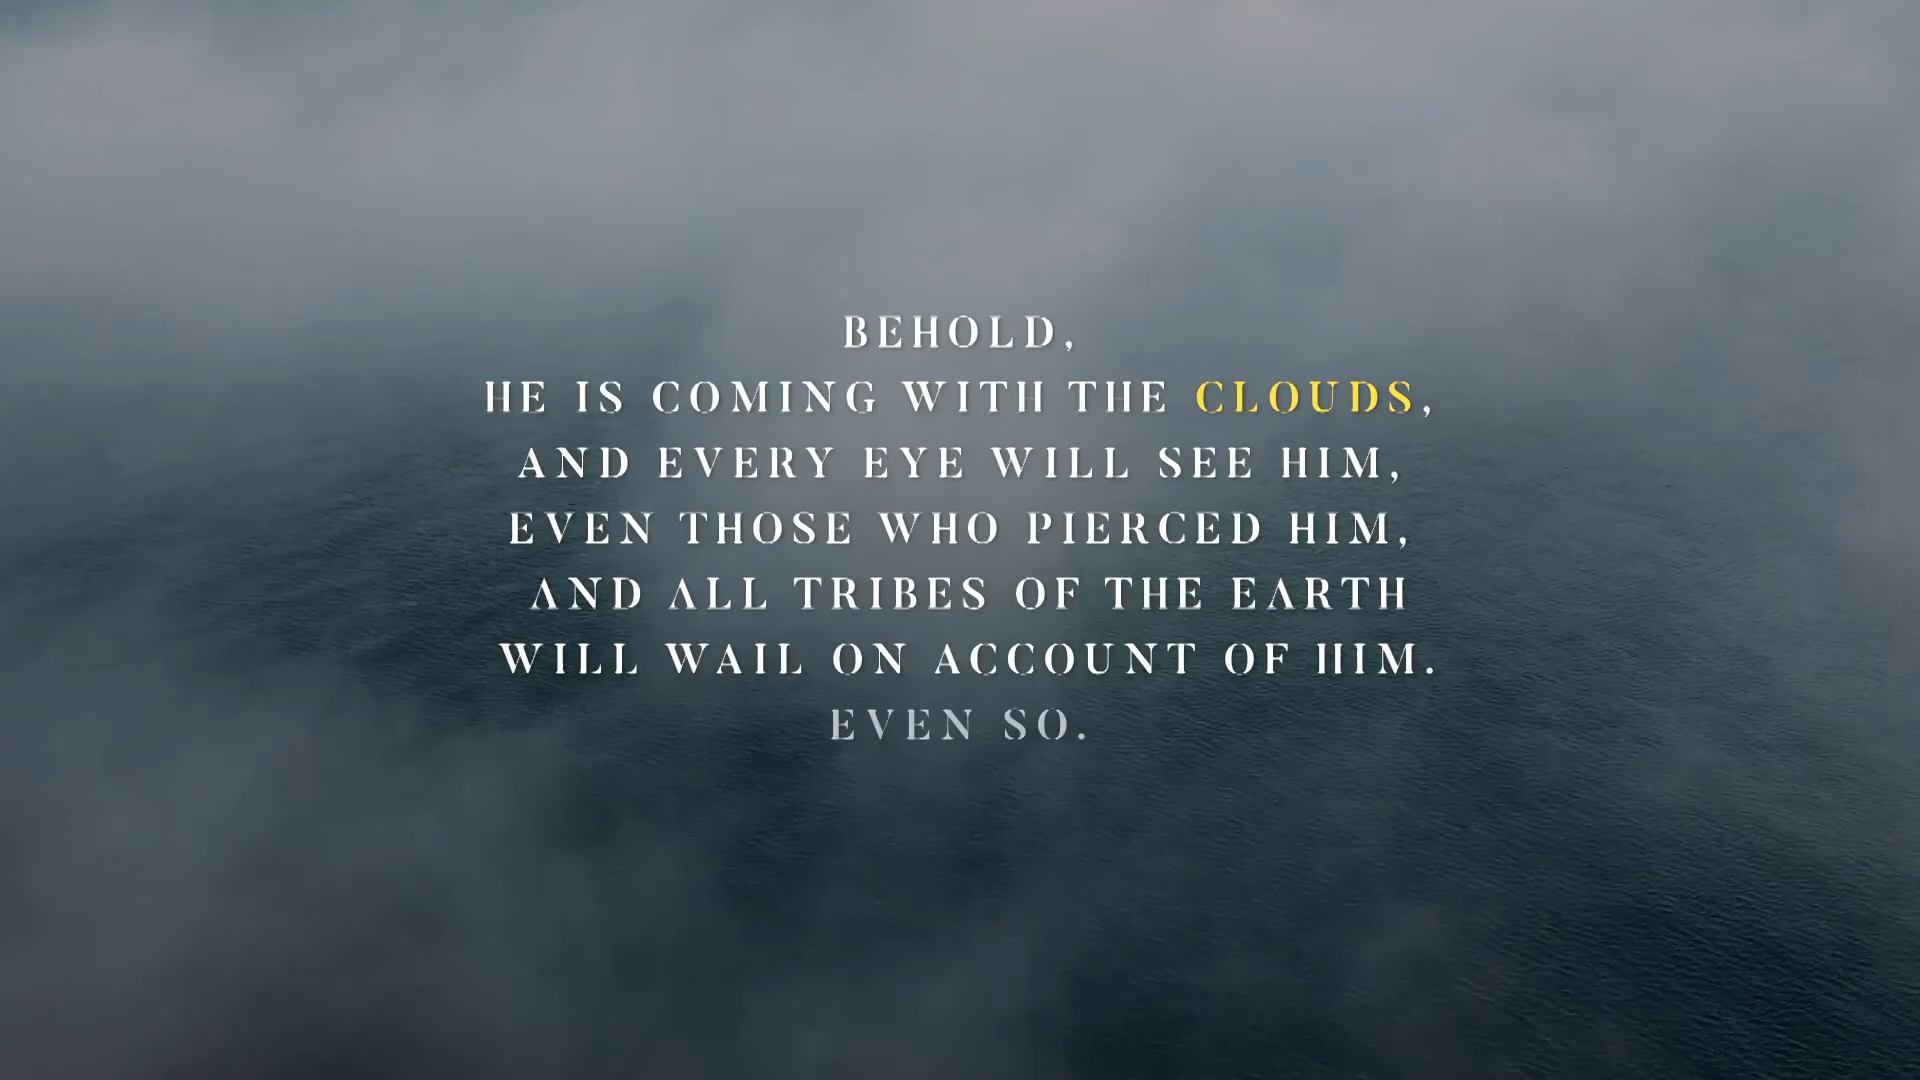 BEHOLD,
HE IS COMING WITH THE CLOUDS,
AND EVERY EYE WILL SEE HIM,
EVEN THOSE WHO PIERCED HIM,
AND ALL TRIBES OF THE EARTH
WILL WAIL ON ACCOUNT OF HIM.
EVEN SO.